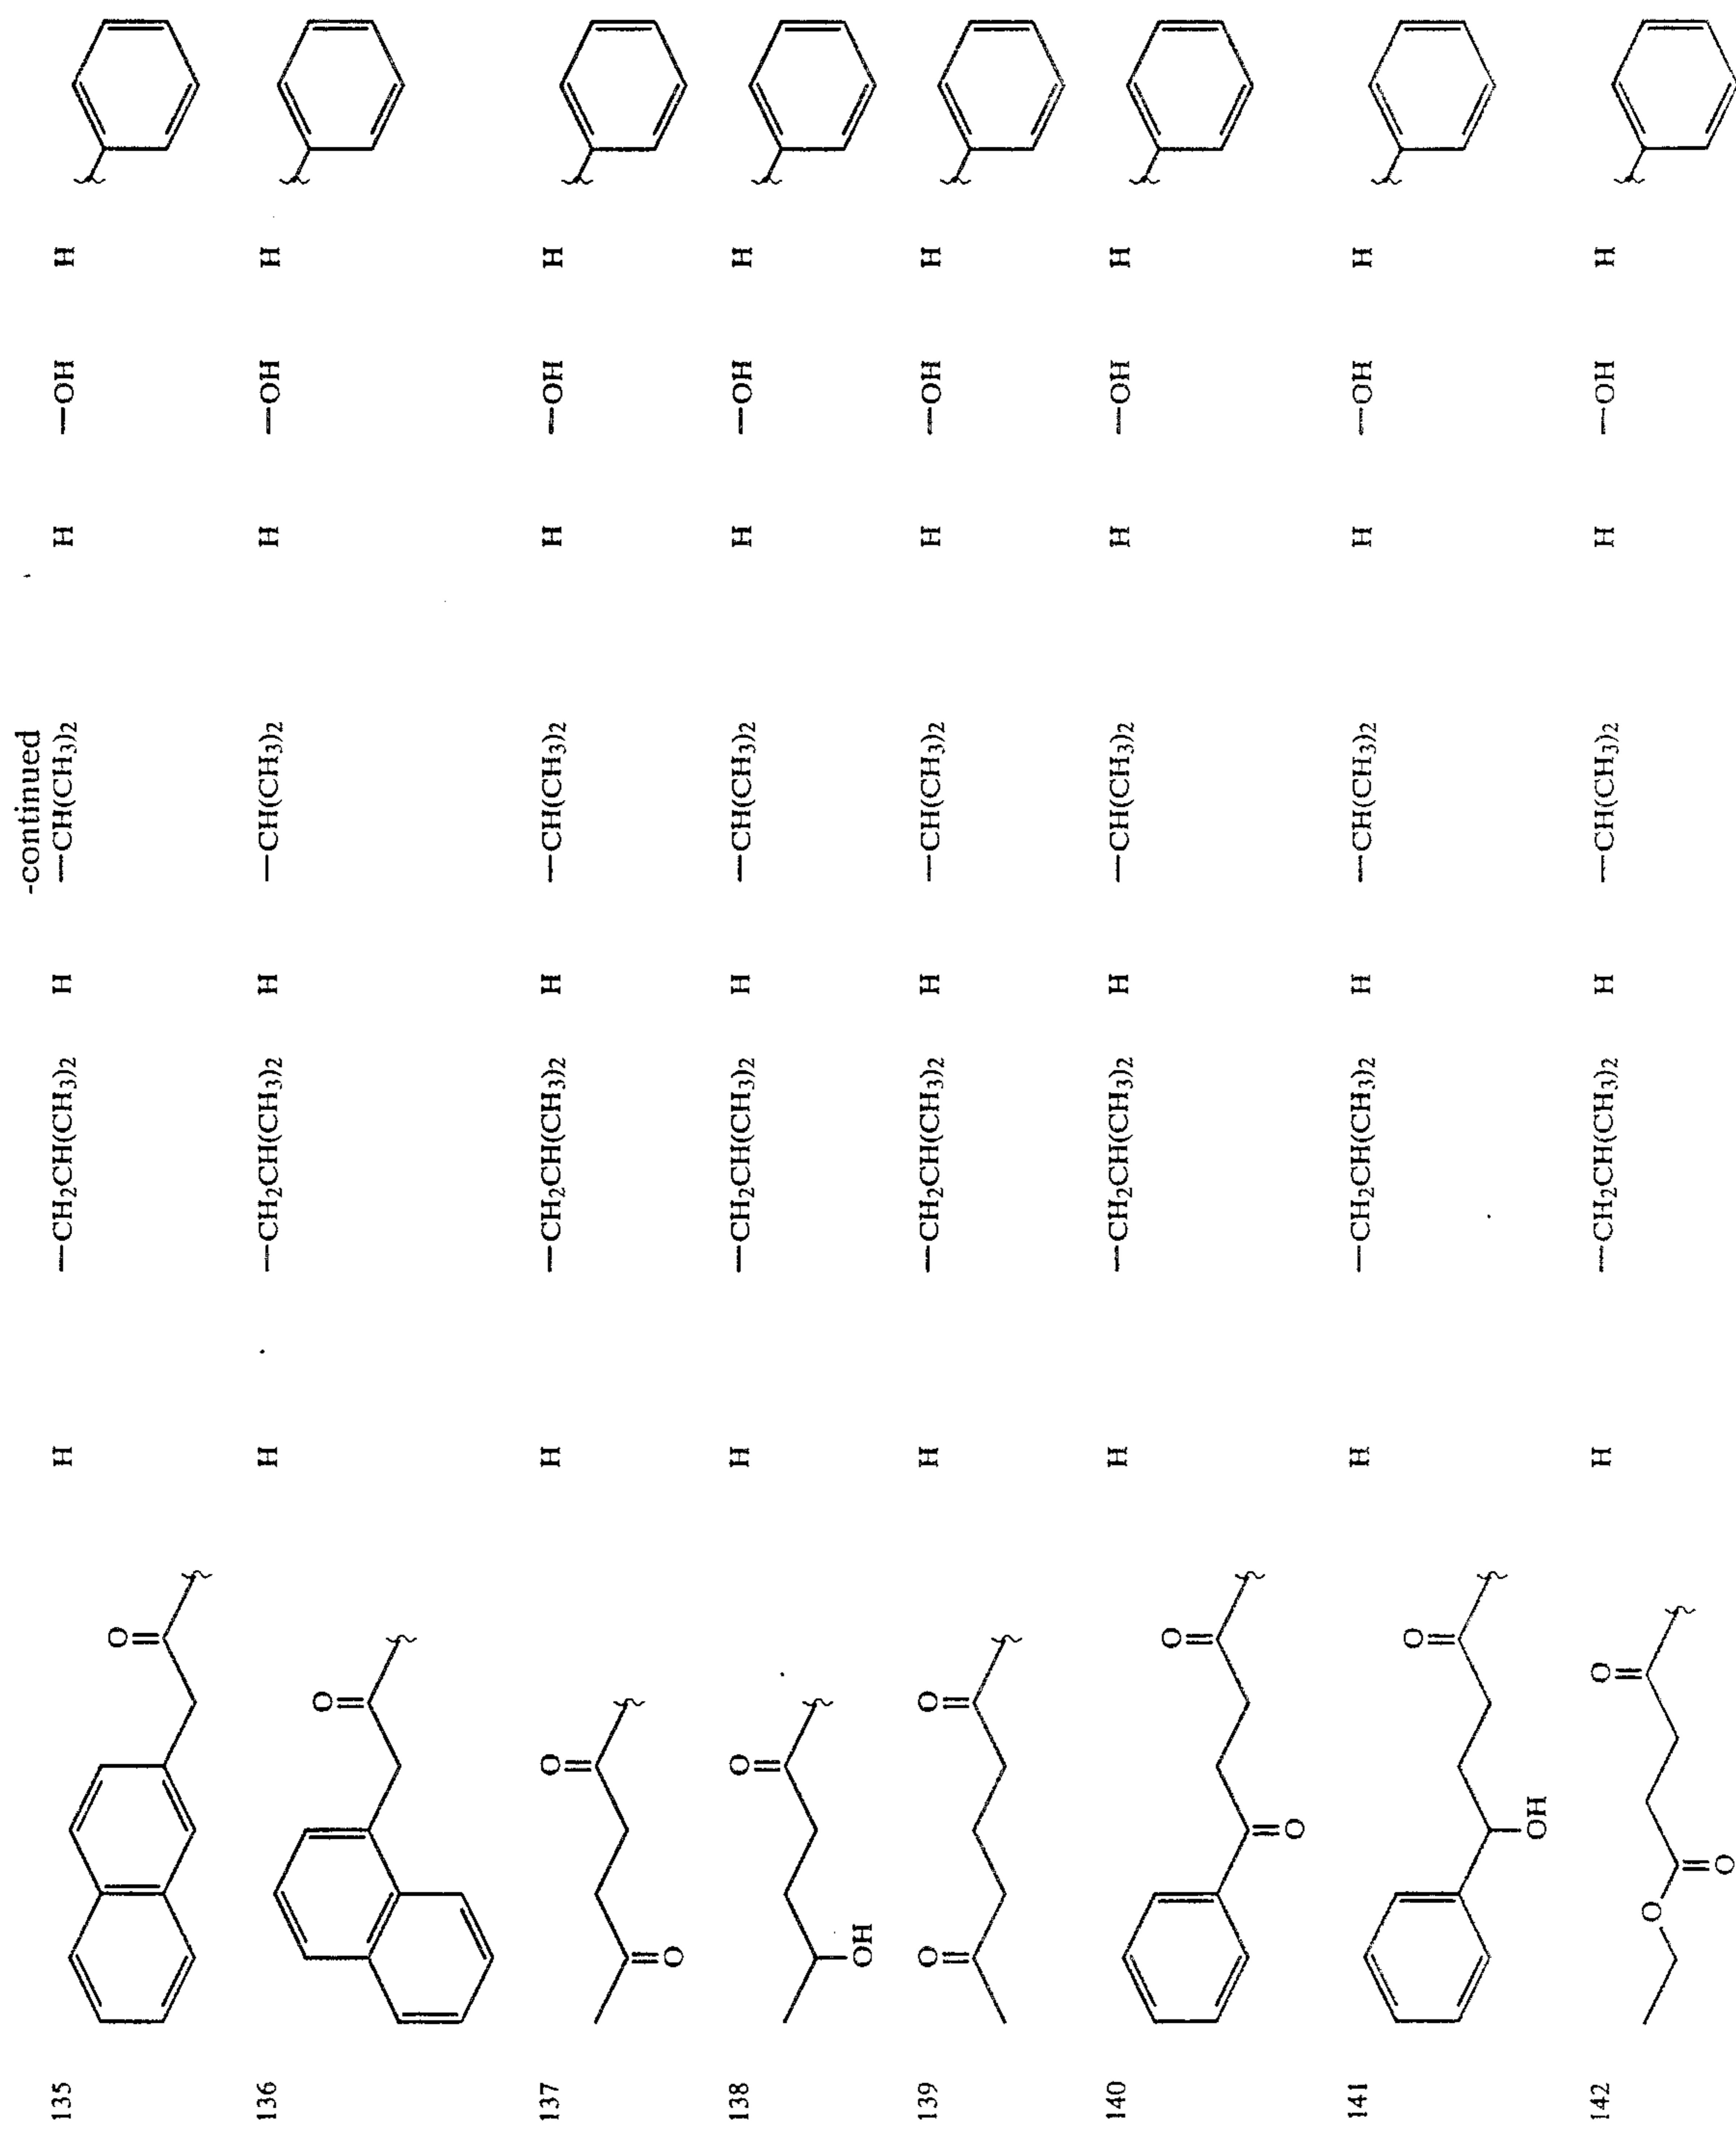 -continued
135 H —CH₂CH(CH₃)₂ H —CH(CH₃)₂ H —OH H
O
136 H —CH₂CH(CH₃)₂ H —CH(CH₃)₂ H —OH H
O
137 O H —CH₂CH(CH₃)₂ H —CH(CH₃)₂ H —OH H
O
138 O H —CH₂CH(CH₃)₂ H —CH(CH₃)₂ H —OH H
OH
139 O O H —CH₂CH(CH₃)₂ H —CH(CH₃)₂ H —OH H
140 H —CH₂CH(CH₃)₂ H —CH(CH₃)₂ H —OH H
O
O
141 H —CH₂CH(CH₃)₂ H —CH(CH₃)₂ H —OH H
O
OH
142 O H —CH₂CH(CH₃)₂ H —CH(CH₃)₂ H —OH H
O
O